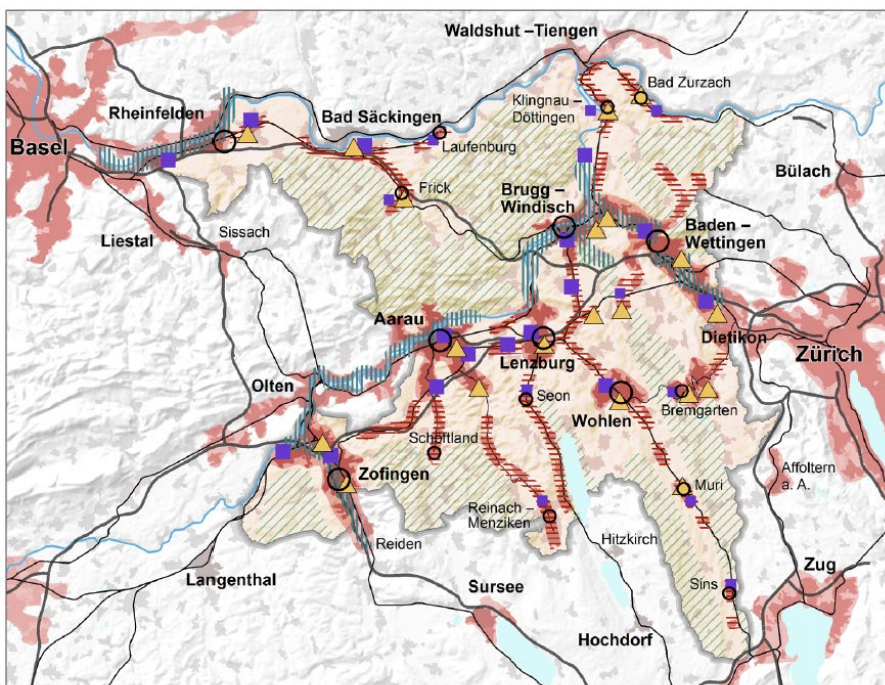 Waldshut –Tiengen
Bad Zurzach
Rheinfelden
Klingnau –
Döttingen
Bad Säckingen
Basel
Laufenburg
Bülach
Frick
Brugg –
Windisch
Baden –
Wettingen
Sissach
Liestal
Aarau
Dietikon
Zürich
Lenzburg
Olten
Seon
Wohlen
Bremgarten
Schöftland
Zofingen
Affoltern
a. A.
Muri
Reinach –
Menziken
Reiden
Hitzkirch
Langenthal
Sursee
Sins
Zug
Hochdorf